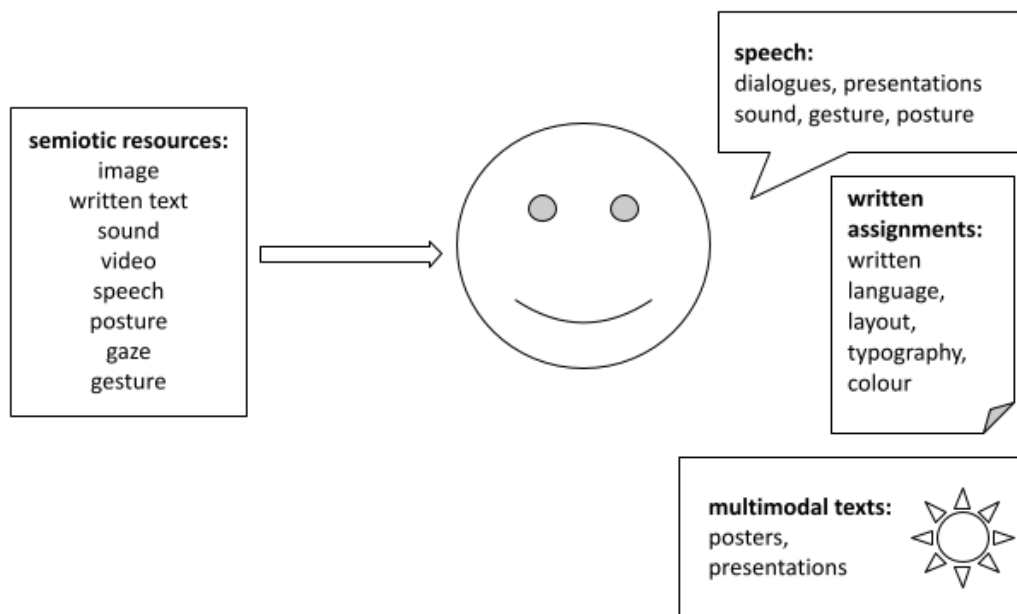 semiotic resources:
image
written text
sound
video
speech
posture
gaze
gesture
speech:
dialogues, presentations
sound, gesture, posture
written
assignments:
written
language,
layout,
typography,
colour
multimodal texts:
posters,
presentations